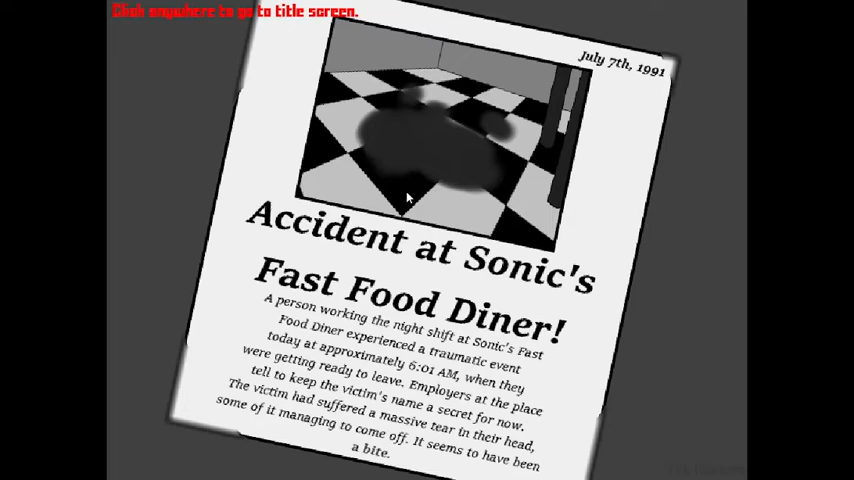 Click anywhere to go to title screen.
July 7th, 1991
Accident at Sonic's
Fast Food Diner!
A person working the night shift at Sonic's Fast
Food Diner experienced a traumatic event
today at approximately 6:01 AM, when they
were getting ready to leave. Employers at the place
tell to keep the victim's name a secret for now.
The victim had suffered a massive tear in their head,
some of it managing to come off. It seems to have been
a bite.